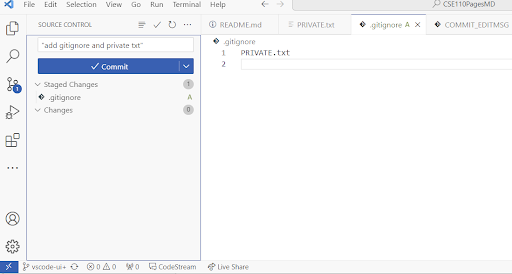 File Edit Selection View Go Run Terminal Help CSE110PagesMD
SOURCE CONTROL
README.md PRIVATE.txt .gitignore A COMMIT_EDITMSG
"add gitignore and private txt"
.gitignore
1 PRIVATE.txt
2
Commit
Staged Changes 1
.gitignore A
Changes 0
1
vscode-ui+ 0 0 0 CodeStream Live Share